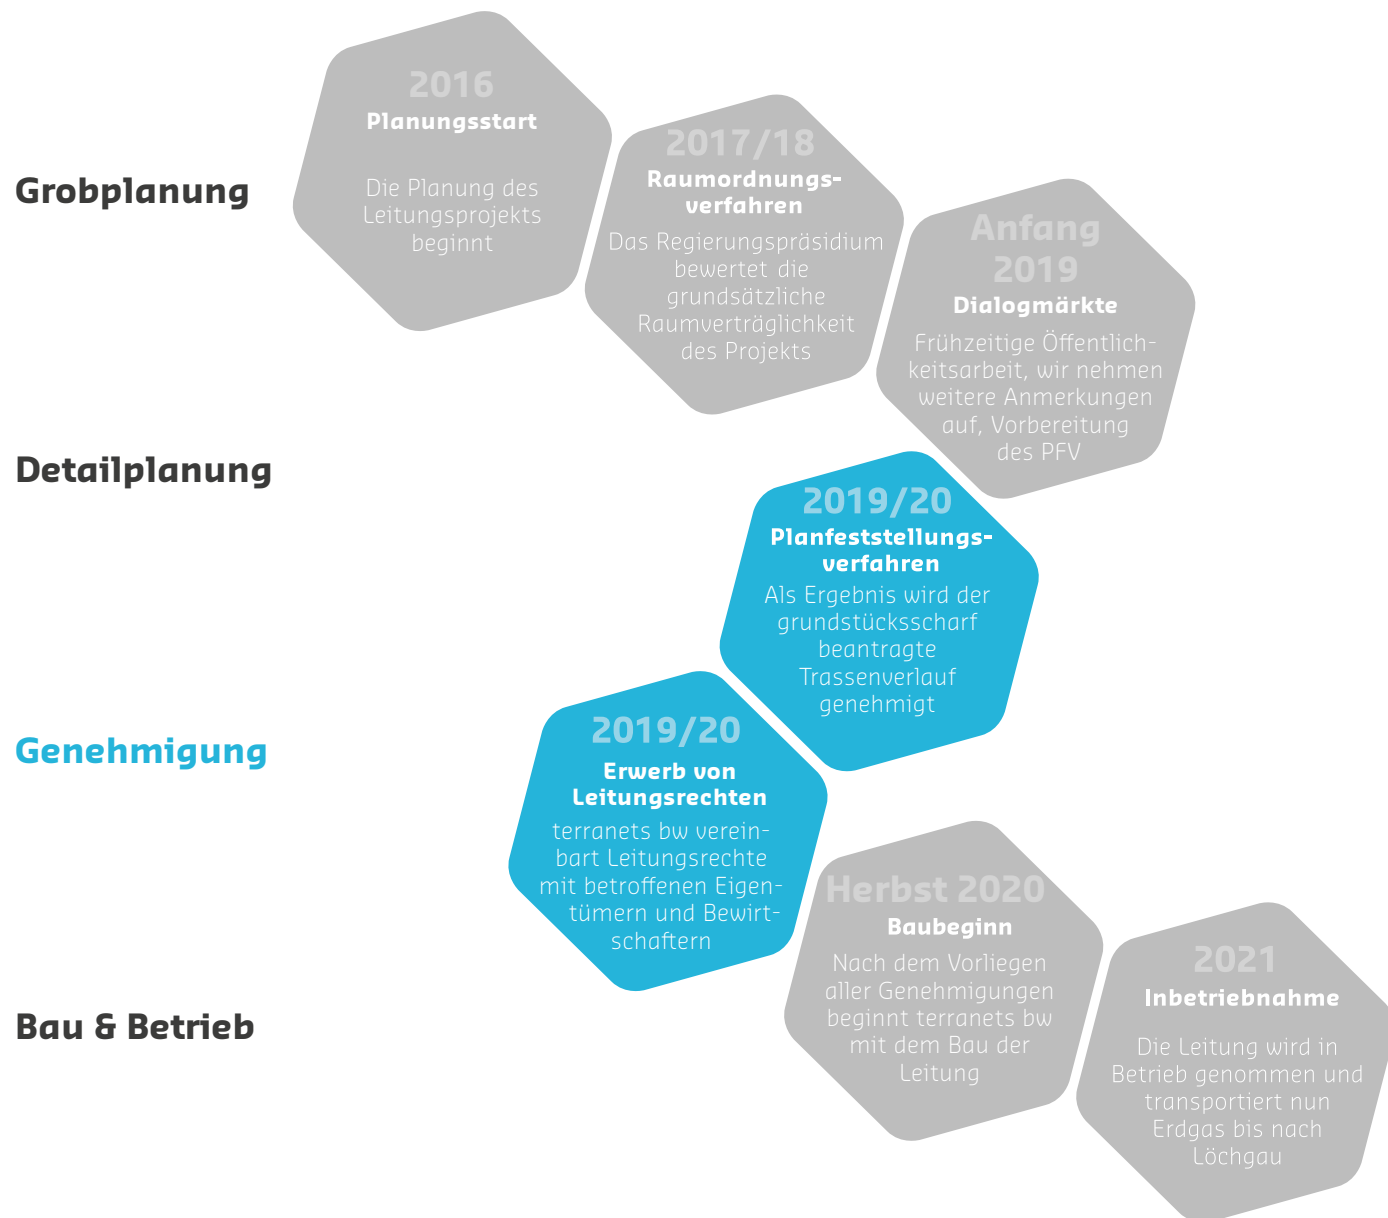 2016
Planungsstart
Die Planung des
Leitungsprojekts
beginnt
Grobplanung
2017/18
Raumordnungs-
verfahren
Das Regierungspräsidium
bewertet die
grundsätzliche
Raumverträglichkeit
des Projekts
Anfang
2019
Dialogmärkte
Frühzeitige Öffentlich-
keitsarbeit, wir nehmen
weitere Anmerkungen
auf, Vorbereitung
des PFV
Detailplanung
2019/20
Planfeststellungs-
verfahren
Als Ergebnis wird der
grundstücksscharf
beantragte
Trassenverlauf
genehmigt
Genehmigung
2019/20
Erwerb von
Leitungsrechten
terranets bw verein-
bart Leitungsrechte
mit betroffenen Eigen-
tümern und Bewirt-
schaftern
Herbst 2020
Baubeginn
Nach dem Vorliegen
aller Genehmigungen
beginnt terranets bw
mit dem Bau der
Leitung
Bau & Betrieb
2021
Inbetriebnahme
Die Leitung wird in
Betrieb genommen und
transportiert nun
Erdgas bis nach
Löchgau